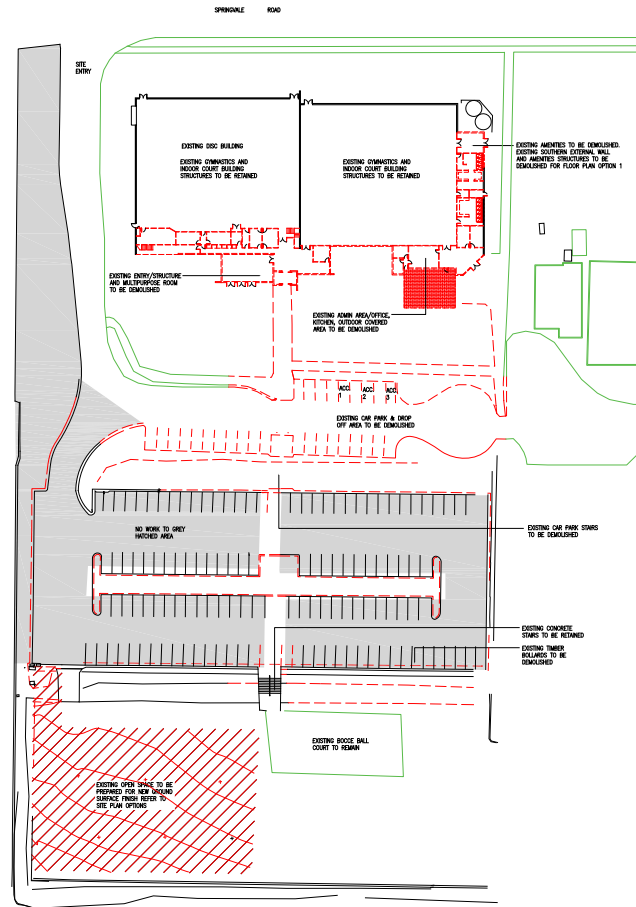 SPRINGVALE ROAD
SITE
ENTRY
EXISTING DISC BUILDING
EXISTING GYMNASTICS AND
INDOOR COURT BUILDING
STRUCTURES TO BE RETAINED
EXISTING GYMNASTICS AND
INDOOR COURT BUILDING
STRUCTURES TO BE RETAINED
EXISTING AMENITIES TO BE DEMOLISHED.
EXISTING SOUTHERN EXTERNAL WALL
AND AMENITIES STRUCTURES TO BE
DEMOLISHED FOR FLOOR PLAN OPTION 1
EXISTING ENTRY/STRUCTURE
AND MULTIPURPOSE ROOM
TO BE DEMOLISHED
EXISTING ADMIN AREA/OFFICE,
KITCHEN, OUTDOOR COVERED
AREA TO BE DEMOLISHED
ACC
1
ACC
2
ACC
3
EXISTING CAR PARK & DROP
OFF AREA TO BE DEMOLISHED
NO WORK TO GREY
HATCHED AREA
EXISTING CAR PARK STAIRS
TO BE DEMOLISHED
EXISTING CONCRETE
STAIRS TO BE RETAINED
EXISTING TIMBER
BOLLARDS TO BE
DEMOLISHED
EXISTING BOCCE BALL
COURT TO REMAIN
EXISTING OPEN SPACE TO BE
PREPARED FOR NEW GROUND
SURFACE FINISH REFER TO
SITE PLAN OPTIONS